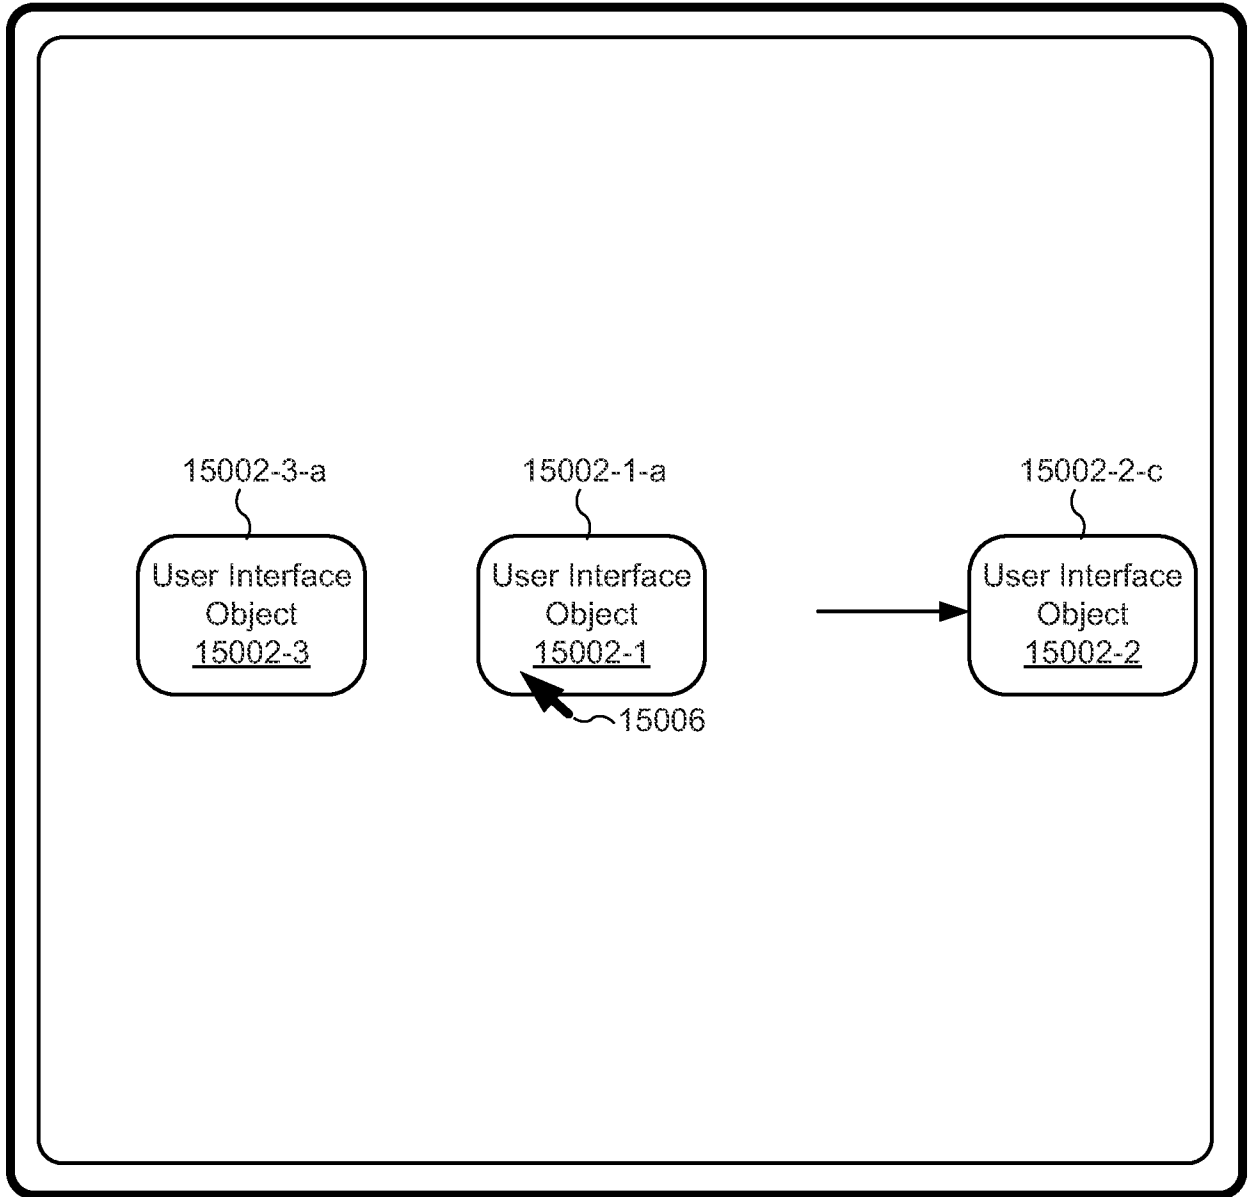 15002-3-a
15002-1-a
15002-2-c
User Interface
Object
15002-3
User Interface
Object
15002-1
User Interface
Object
15002-2
15006